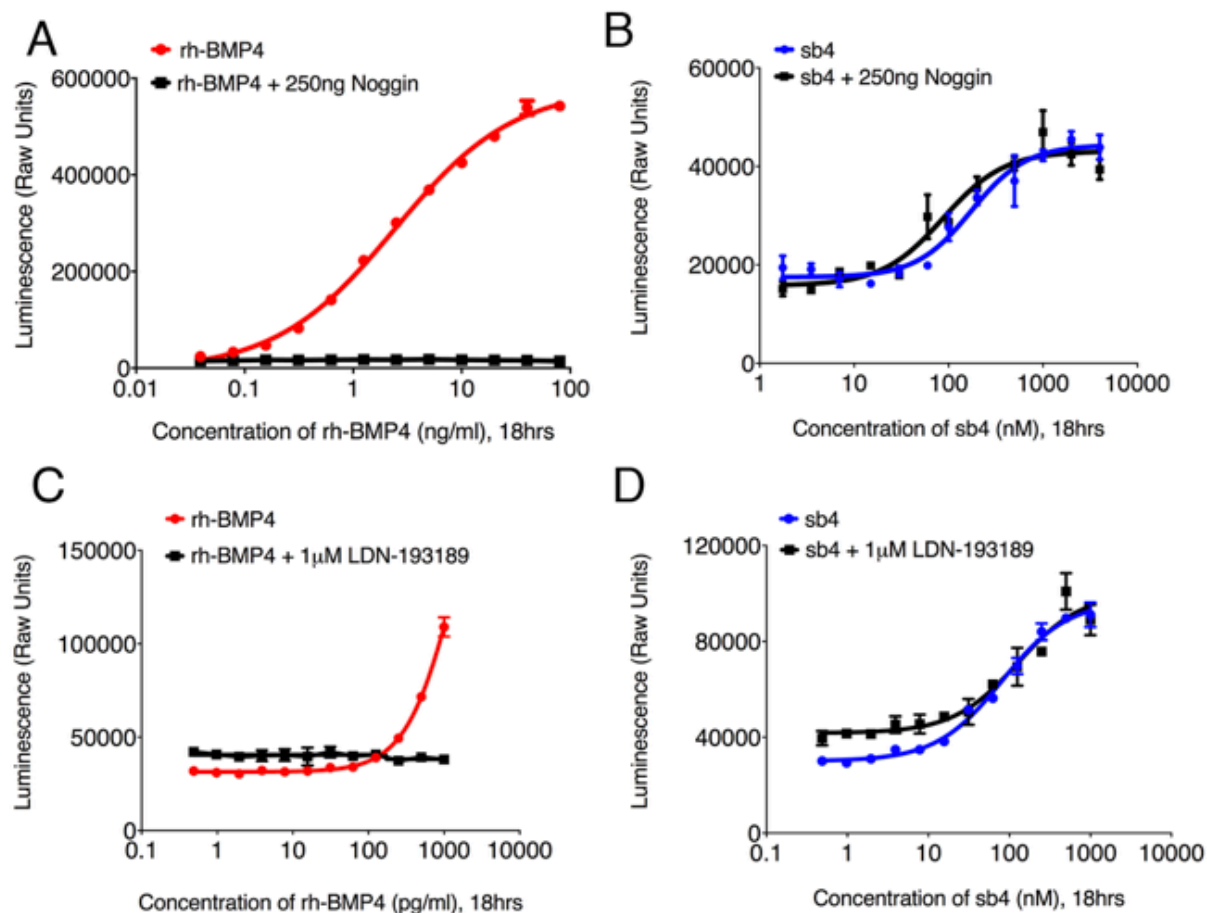 A
rh-BMP4
rh-BMP4 + 250ng Noggin
Luminescence (Raw Units)
600000
400000
200000
0
0.01
0.1
1
10
100
Concentration of rh-BMP4 (ng/ml), 18hrs
B
sb4
sb4 + 250ng Noggin
Luminescence (Raw Units)
60000
40000
20000
0
1
10
100
1000
10000
Concentration of sb4 (nM), 18hrs
C
rh-BMP4
rh-BMP4 + 1μM LDN-193189
Luminescence (Raw Units)
150000
100000
50000
0
0.1
1
10
100
1000
10000
Concentration of rh-BMP4 (pg/ml), 18hrs
D
sb4
sb4 + 1μM LDN-193189
Luminescence (Raw Units)
120000
80000
40000
0
0.1
1
10
100
1000
10000
Concentration of sb4 (nM), 18hrs